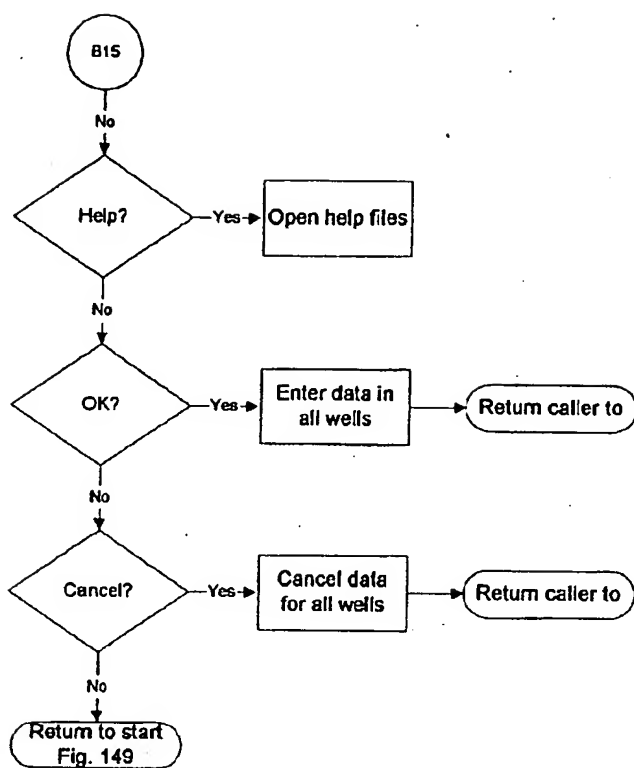 B15
No
Help?
Yes
Open help files
No
OK?
Yes
Enter data in
all wells
Return caller to
No
Cancel?
Yes
Cancel data
for all wells
Return caller to
No
Return to start
Fig. 149